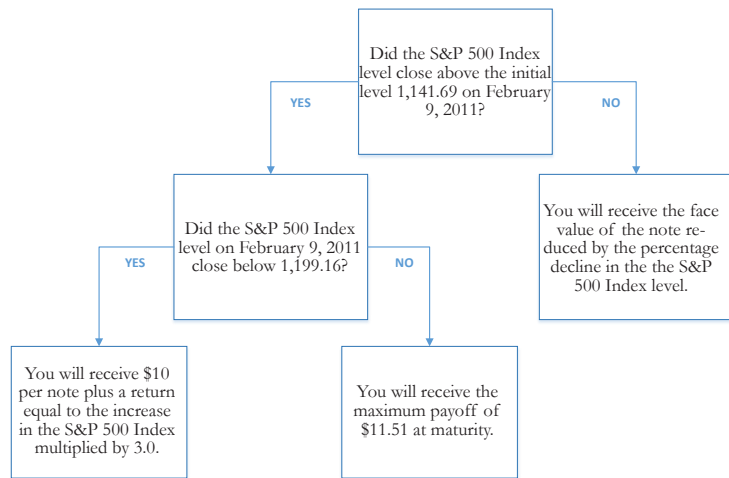 Did the S&P 500 Index
level close above the initial
level 1,141.69 on February
9, 2011?
YES
NO
Did the S&P 500 Index
level on February 9, 2011
close below 1,199.16?
You will receive the face
value of the note re-
duced by the percentage
decline in the the S&P
500 Index level.
YES
NO
You will receive $10
per note plus a return
equal to the increase
in the S&P 500 Index
multiplied by 3.0.
You will receive the
maximum payoff of
$11.51 at maturity.